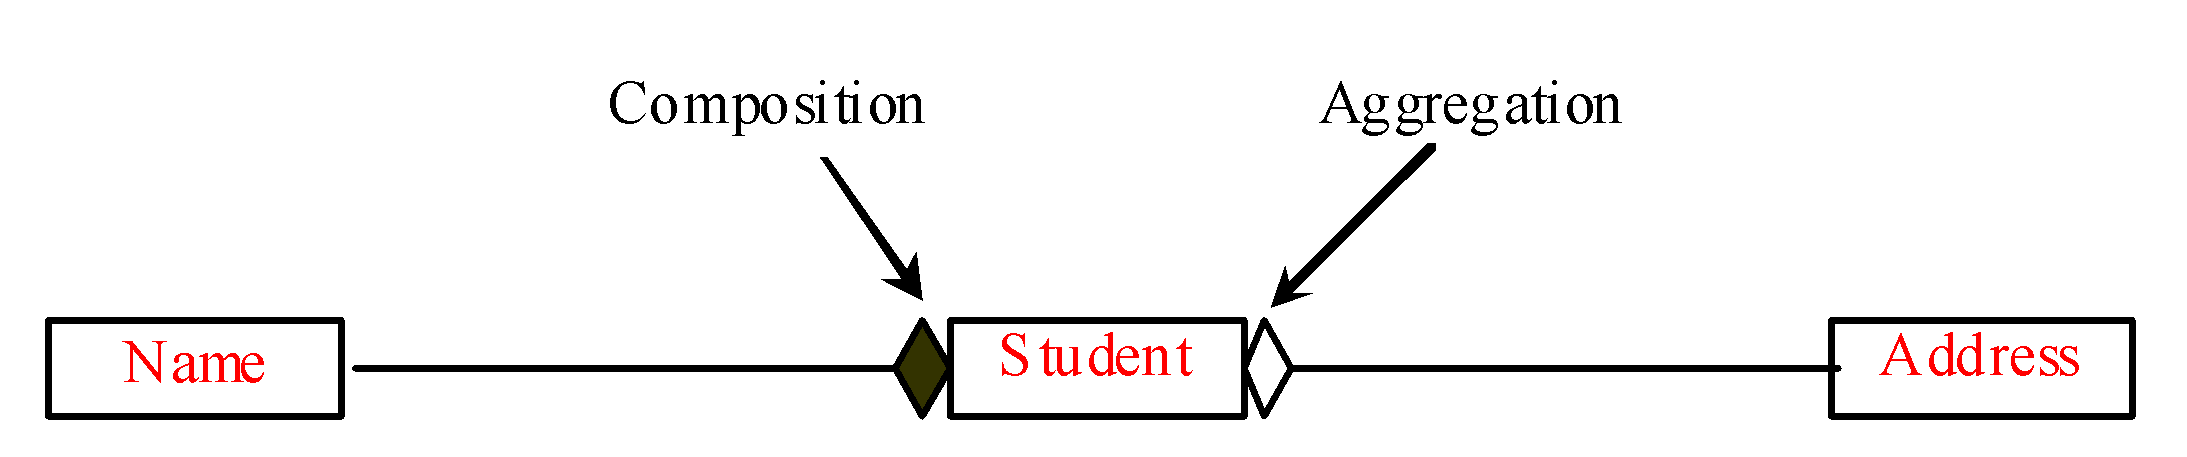 Composition
Aggregation
Name
Student
Address